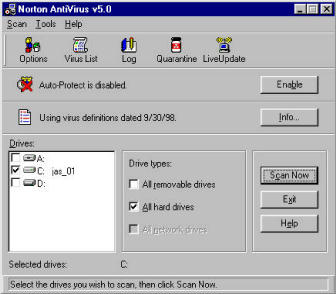 Norton AntiVirus v5.0
Scan Tools Help
Options Virus List Log Quarantine LiveUpdate
Auto-Protect is disabled. Enable
Using virus definitions dated 9/30/98. Info...
Drives:
A:
C: jas_01
D:
Drive types:
All removable drives
All hard drives
All network drives
Scan Now
Exit
Help
Selected drives: C:
Select the drives you wish to scan, then click Scan Now.